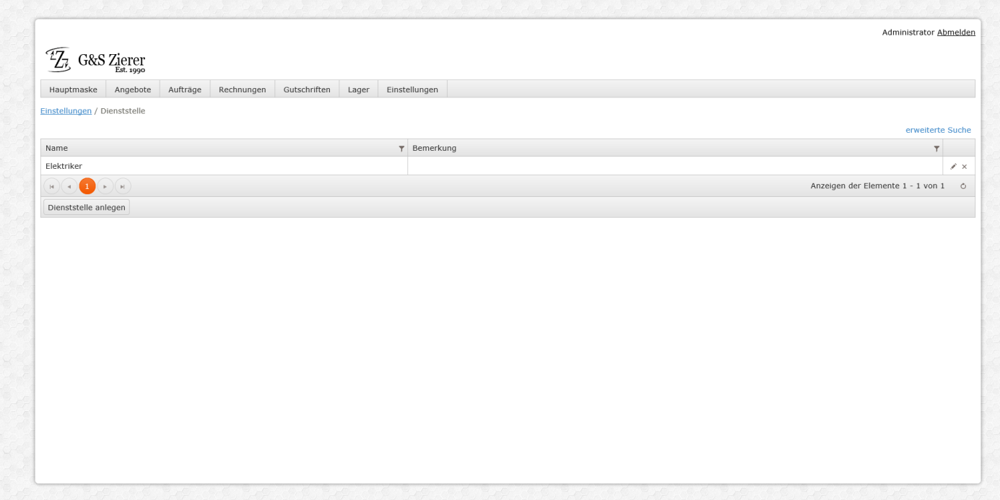 Administrator Abmelden
G&S Zierer
Est. 1990
Hauptmaske Angebote Aufträge Rechnungen Gutschriften Lager Einstellungen
Einstellungen / Dienststelle
erweiterte Suche
Name Bemerkung
Elektriker
1 Anzeigen der Elemente 1 - 1 von 1
Dienststelle anlegen